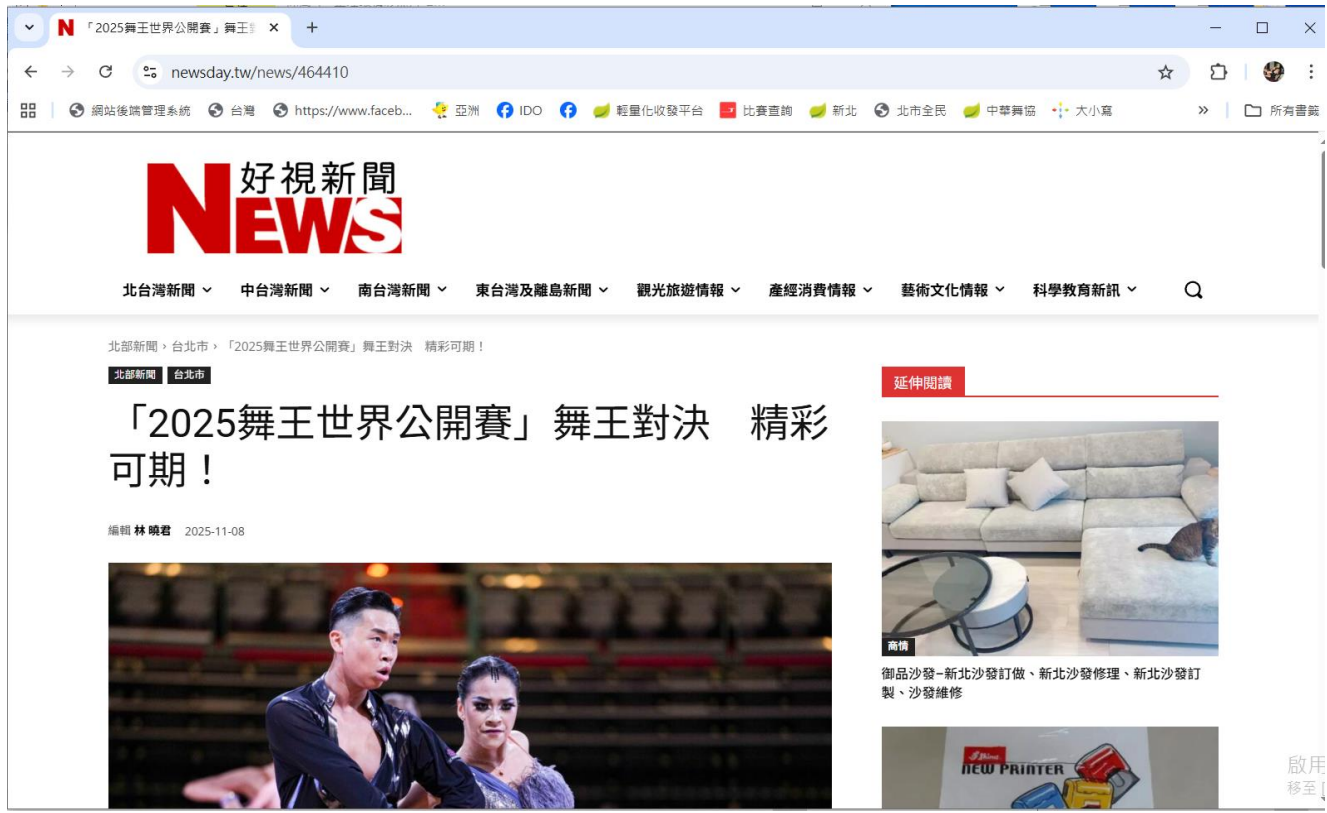 「2025舞王世界公開賽」舞王
newsday.tw/news/464410
網站後端管理系統 台灣 https://www.faceb... 亞洲 IDO 輕量化收發平台 比賽查詢 新北 北市全民 中華舞協 大小寫 » 所有書籤
好視新聞
NEWS
北台灣新聞 中台灣新聞 南台灣新聞 東台灣及離島新聞 觀光旅遊情報 產經消費情報 藝術文化情報 科學教育新訊
北部新聞 › 台北市 › 「2025舞王世界公開賽」舞王對決　精彩可期！
北部新聞 台北市
「2025舞王世界公開賽」舞王對決　精彩
可期！
編輯 林 曉君 2025-11-08
延伸閱讀
商情
御品沙發–新北沙發訂做、新北沙發修理、新北沙發訂
製、沙發維修
Shiny
NEW PRINTER
啟用
移至